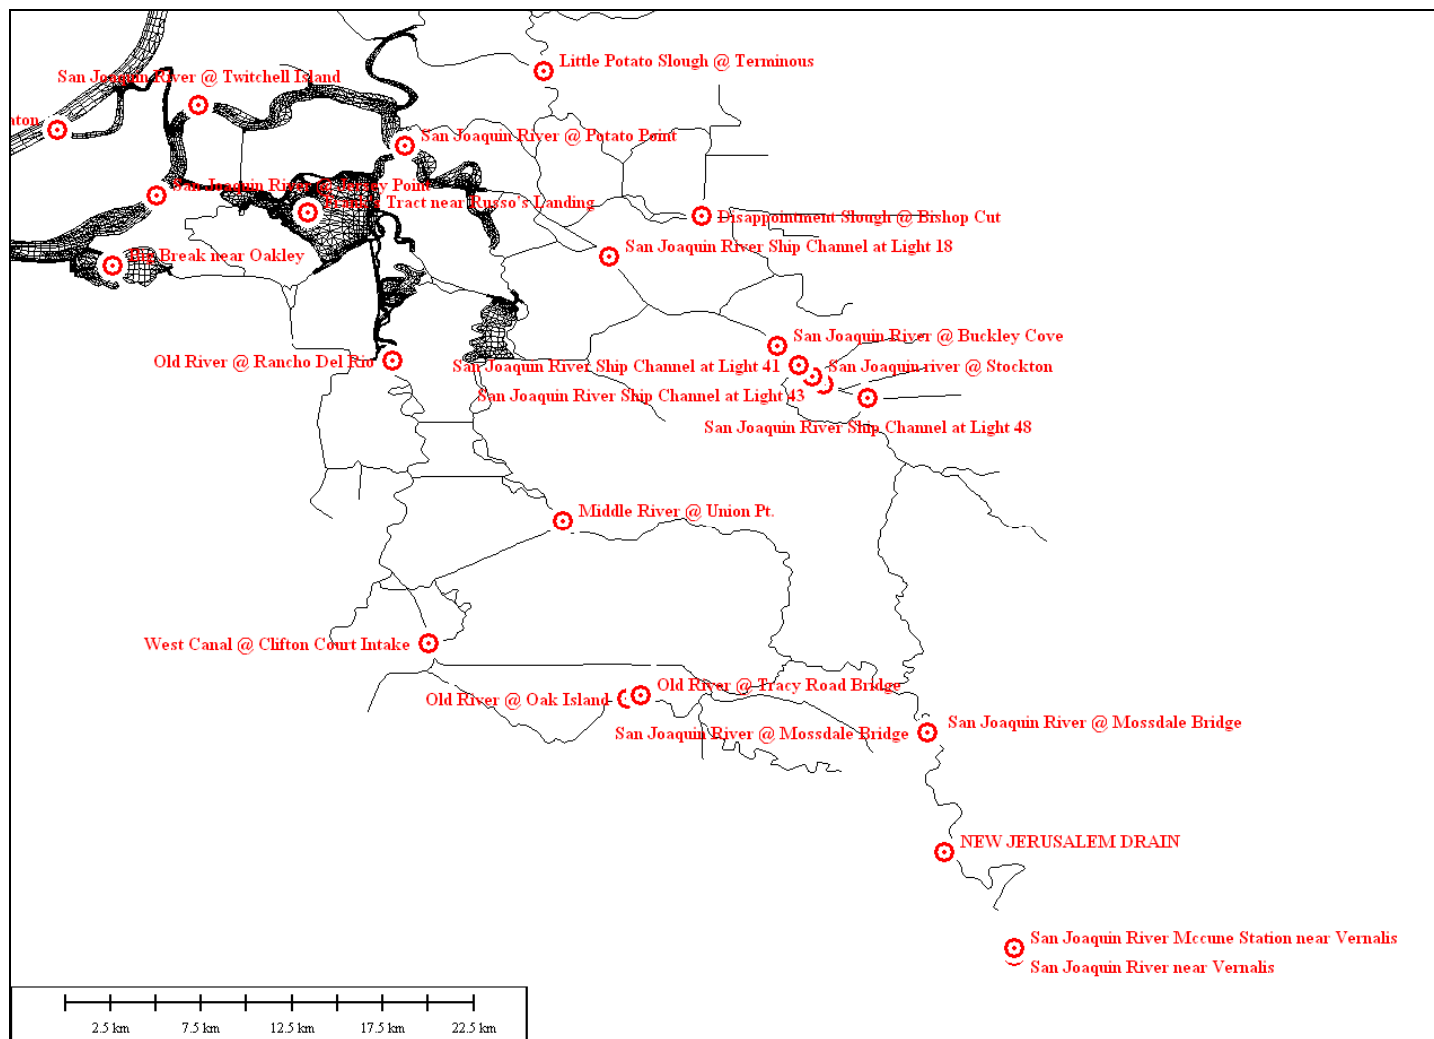 Little Potato Slough @ Terminous
San Joaquin River @ Twitchell Island
nton
San Joaquin River @ Potato Point
San Joaquin River @ Jersey Point
Frank's Tract near Russo's Landing
Disappointment Slough @ Bishop Cut
San Joaquin River Ship Channel at Light 18
Big Break near Oakley
San Joaquin River @ Buckley Cove
Old River @ Rancho Del Rio
San Joaquin River Ship Channel at Light 41
San Joaquin river @ Stockton
San Joaquin River Ship Channel at Light 43
San Joaquin River Ship Channel at Light 48
Middle River @ Union Pt.
West Canal @ Clifton Court Intake
Old River @ Tracy Road Bridge
Old River @ Oak Island
San Joaquin River @ Mossdale Bridge
San Joaquin River @ Mossdale Bridge
NEW JERUSALEM DRAIN
San Joaquin River Mccune Station near Vernalis
San Joaquin River near Vernalis
2.5 km 7.5 km 12.5 km 17.5 km 22.5 km